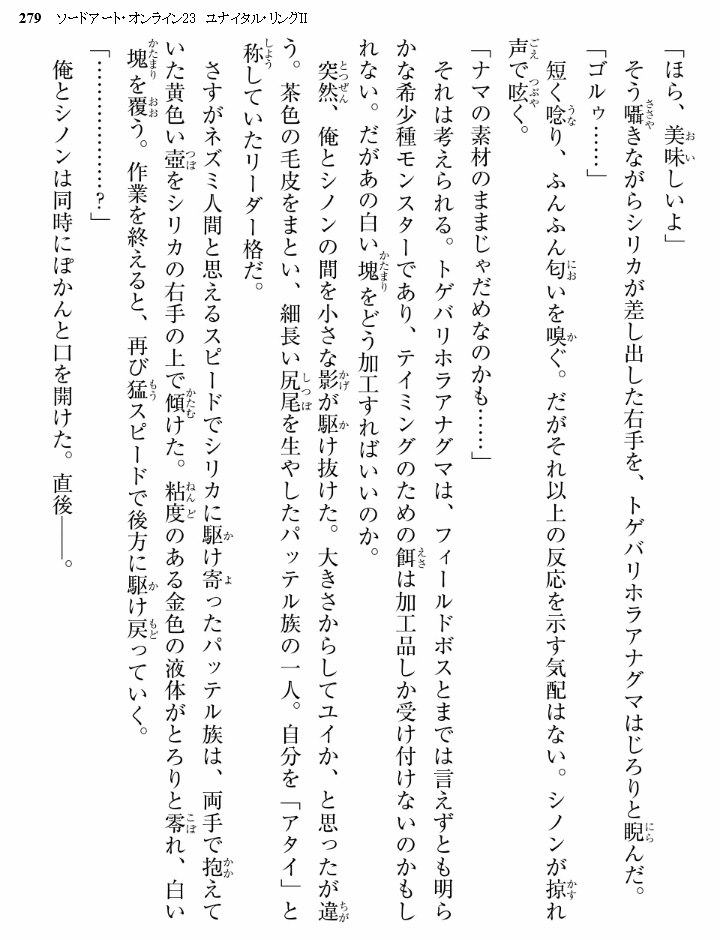 279 ソードアート・オンライン23 ユナイタル・リングⅡ
「ほら、美味しいよ」
そう囁きながらシリカが差し出した右手を、トゲバリホラアナグマはじろりと睨んだ。
「ゴルゥ……」
短く唸り、ふんふん匂いを嗅ぐ。だがそれ以上の反応を示す気配はない。シノンが掠れ
声で呟く。
「ナマの素材のままじゃだめなのかも……」
それは考えられる。トゲバリホラアナグマは、フィールドボスとまでは言えずとも明ら
かな希少種モンスターであり、テイミングのための餌は加工品しか受け付けないのかもし
れない。だがあの白い塊をどう加工すればいいのか。
突然、俺とシノンの間を小さな影が駆け抜けた。大きさからしてユイか、と思ったが違
う。茶色の毛皮をまとい、細長い尻尾を生やしたパッテル族の一人。自分を「アタイ」と
称していたリーダー格だ。
さすがネズミ人間と思えるスピードでシリカに駆け寄ったパッテル族は、両手で抱えて
いた黄色い壺をシリカの右手の上で傾けた。粘度のある金色の液体がとろりと零れ、白い
塊を覆う。作業を終えると、再び猛スピードで後方に駆け戻っていく。
「…………………?」
俺とシノンは同時にぽかんと口を開けた。直後――。